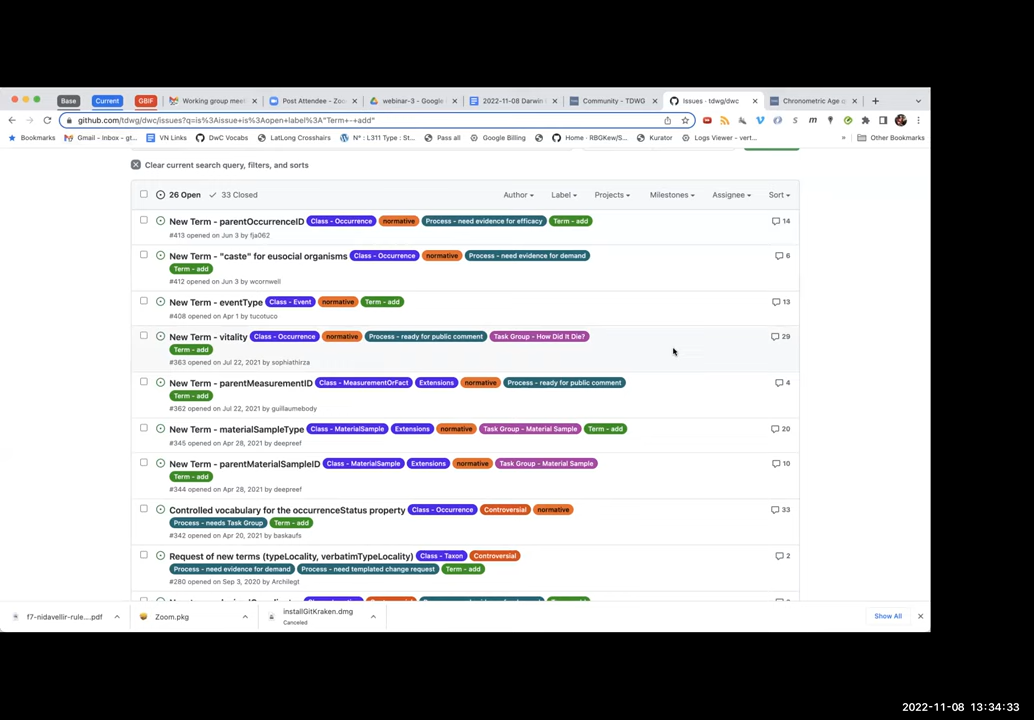 Base Current GBIF Working group meet Post Attendee - Zoo webinar-3 - Google 2022-11-08 Darwin Community - TDWG Issues · tdwg/dwc Chronometric Age
github.com/tdwg/dwc/issues?q=is%3Aissue+is%3Aopen+label%3A"Term+-+add"
Bookmarks Gmail - Inbox - gt... VN Links DwC Vocabs LatLong Crosshairs N° : L311 Type : St... Pass all Google Billing Home · RBGKew/S... Kurator Logs Viewer - vert... » Other Bookmarks
Clear current search query, filters, and sorts
26 Open 33 Closed Author Label Projects Milestones Assignee Sort
New Term - parentOccurrenceID Class - Occurrence normative Process - need evidence for efficacy Term - add 14
#413 opened on Jun 3 by fja062
New Term - "caste" for eusocial organisms Class - Occurrence normative Process - need evidence for demand 6
Term - add
#412 opened on Jun 3 by wcornwell
New Term - eventType Class - Event normative Term - add 13
#408 opened on Apr 1 by tucotuco
New Term - vitality Class - Occurrence normative Process - ready for public comment Task Group - How Did It Die? 29
Term - add
#363 opened on Jul 22, 2021 by sophiathirza
New Term - parentMeasurementID Class - MeasurementOrFact Extensions normative Process - ready for public comment 4
Term - add
#362 opened on Jul 22, 2021 by guillaumebody
New Term - materialSampleType Class - MaterialSample Extensions normative Task Group - Material Sample Term - add 20
#345 opened on Apr 28, 2021 by deepreef
New Term - parentMaterialSampleID Class - MaterialSample Extensions normative Task Group - Material Sample 10
Term - add
#344 opened on Apr 28, 2021 by deepreef
Controlled vocabulary for the occurrenceStatus property Class - Occurrence Controversial normative 33
Process - needs Task Group Term - add
#342 opened on Apr 20, 2021 by baskaufs
Request of new terms (typeLocality, verbatimTypeLocality) Class - Taxon Controversial 2
Process - need evidence for demand Process - need templated change request Term - add
#280 opened on Sep 3, 2020 by Archilegt
f7-nidavellir-rule....pdf Zoom.pkg installGitKraken.dmg Show All
Canceled
2022-11-08 13:34:33